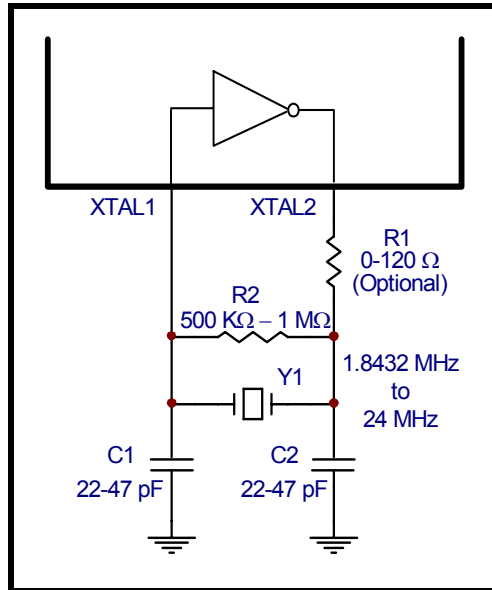 XTAL1
XTAL2
R1
0-120 Ω
(Optional)
R2
500 KΩ – 1 MΩ
Y1
1.8432 MHz
to
24 MHz
C1
22-47 pF
C2
22-47 pF